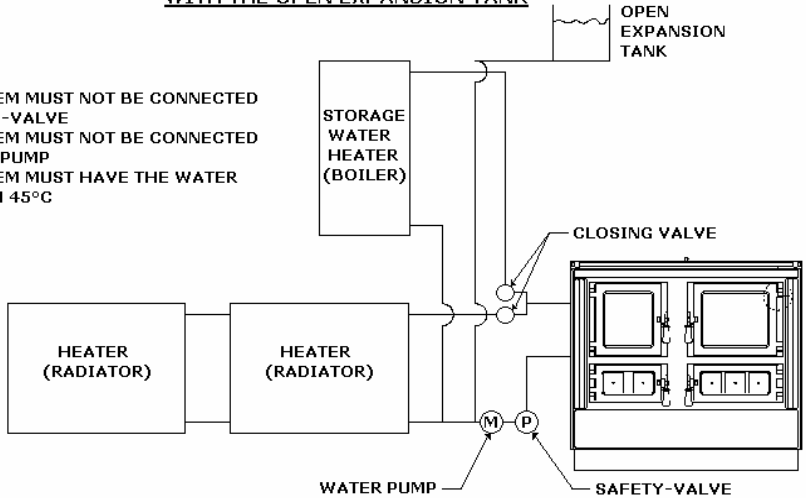 WITH THE OPEN EXPANSION TANK
OPEN
EXPANSION
TANK
EM MUST NOT BE CONNECTED
-VALVE
EM MUST NOT BE CONNECTED
PUMP
EM MUST HAVE THE WATER
45°C
STORAGE
WATER
HEATER
(BOILER)
CLOSING VALVE
HEATER
(RADIATOR)
HEATER
(RADIATOR)
M P
WATER PUMP
SAFETY-VALVE